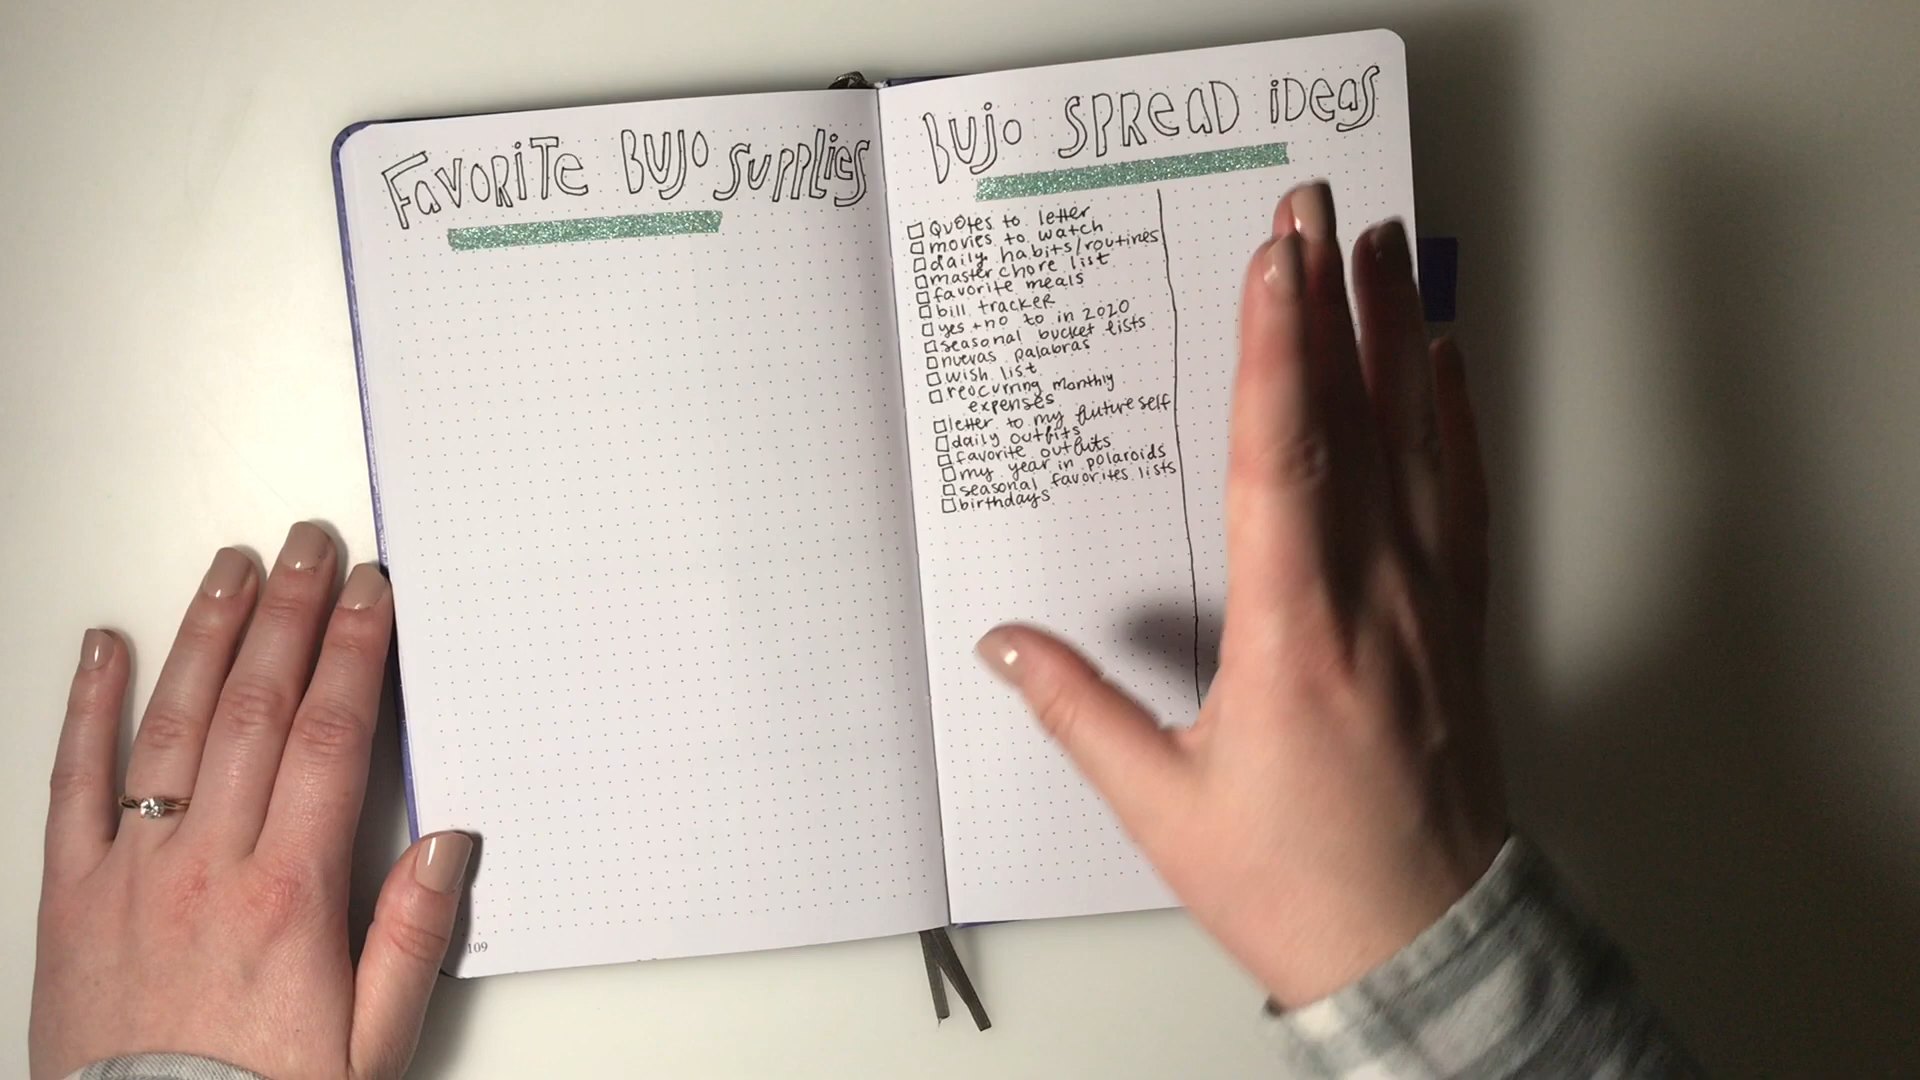 FAVORITE BUJO SUPPLIES
109
BUJO SPREAD IDEAS
Quotes to letter
movies to watch
daily habits/routines
master chore list
favorite meals
bill tracker
yes + no to in 2020
seasonal bucket lists
nuevas palabras
wish list
reocurring monthly
expenses
letter to my future self
daily outfits
favorite outfits
my year in polaroids
seasonal favorites lists
birthdays